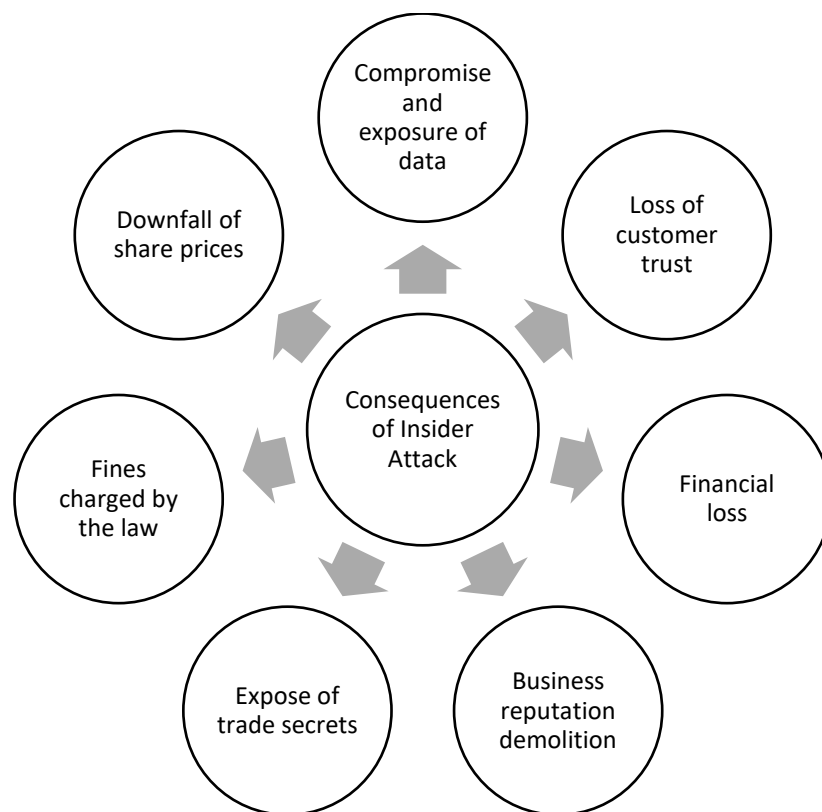 Compromise
and
exposure of
data
Loss of
customer
trust
Financial
loss
Business
reputation
demolition
Expose of
trade secrets
Fines
charged by
the law
Downfall of
share prices
Consequences
of Insider
Attack